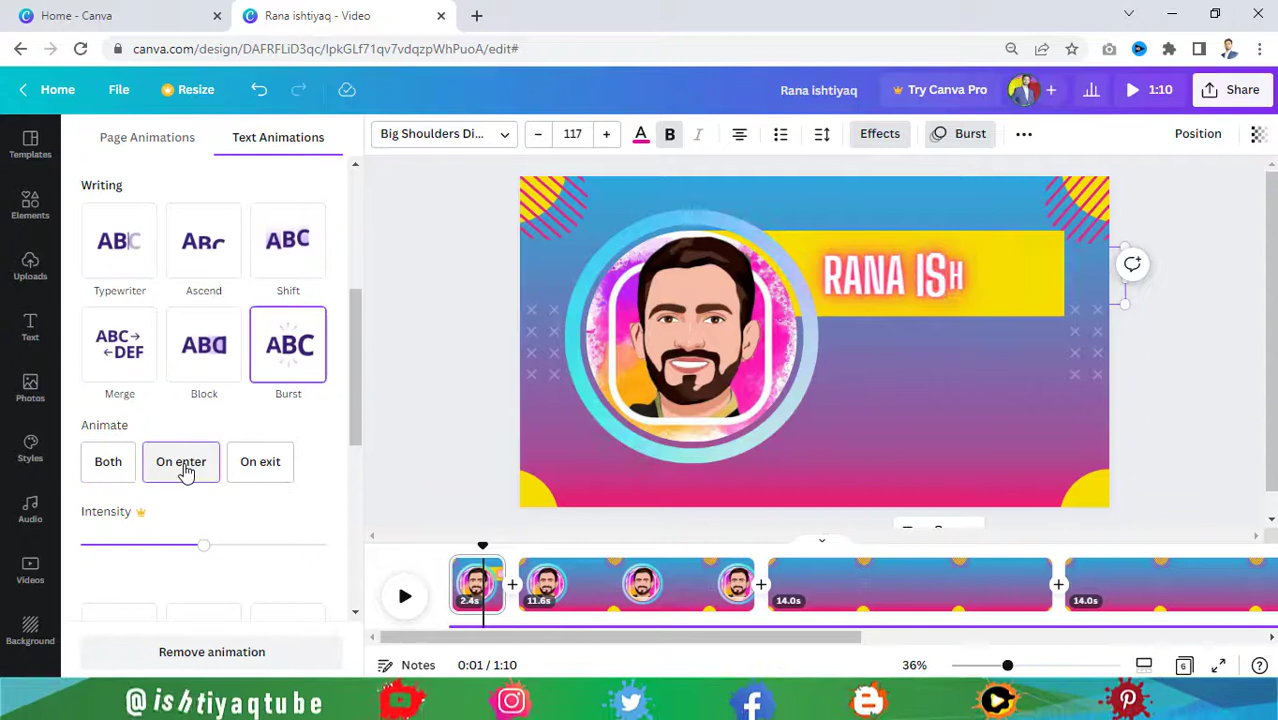 Home - Canva
Rana ishtiyaq - Video
canva.com/design/DAFRFLiD3qc/lpkGLf71qv7vdqzpWhPuoA/edit#
Home File Resize Rana ishtiyaq Try Canva Pro 1:10 Share
Templates
Elements
Uploads
Text
Photos
Styles
Audio
Videos
Background
Page Animations Text Animations
Writing
ABC ABC ABC
Typewriter Ascend Shift
ABC DEF ABC ABC
Merge Block Burst
Animate
Both On enter On exit
Intensity
Remove animation
Big Shoulders Di... 117 A B I Effects Burst Position
RANA ISH
2.4s 11.6s 14.0s 14.0s
Notes 0:01 / 1:10 36% 6
@ishtiyaqtube